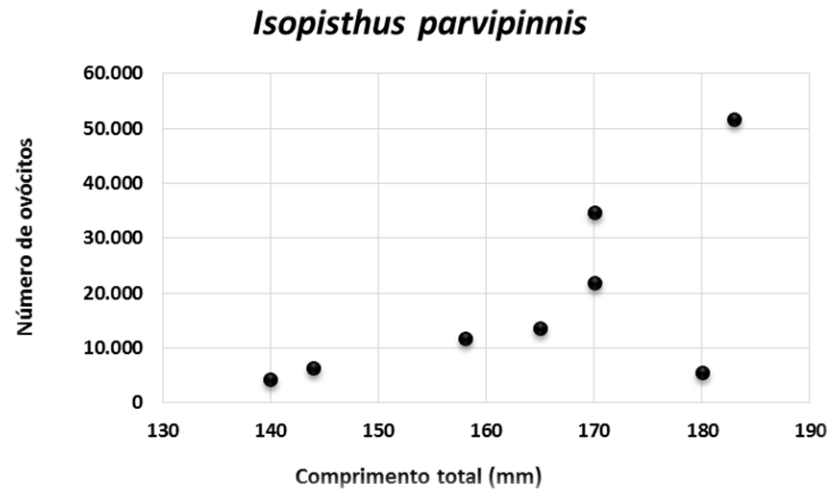 Isopisthus parvipinnis
60.000
50.000
40.000
30.000
20.000
10.000
0
Número de ovócitos
130 140 150 160 170 180 190
Comprimento total (mm)